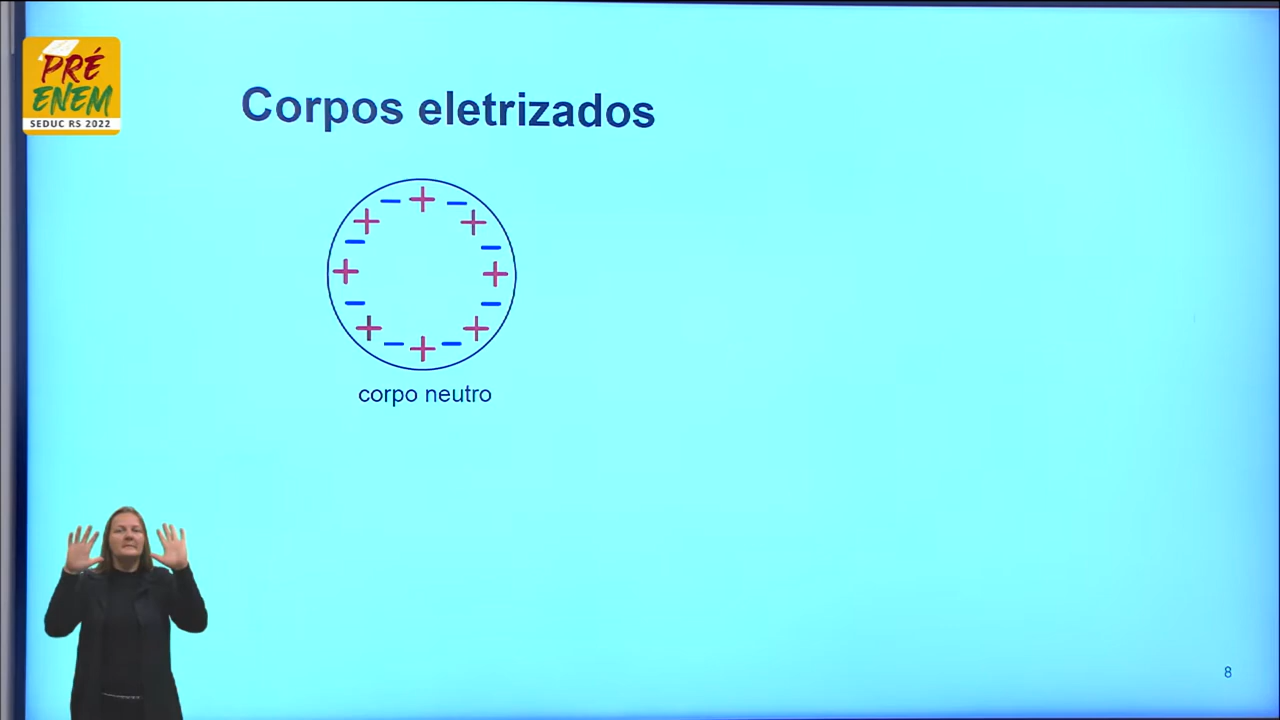 PRÉ
ENEM
SEDUC RS 2022
Corpos eletrizados
- + -
+ +
- -
+ +
- -
+ +
- + -
corpo neutro
8